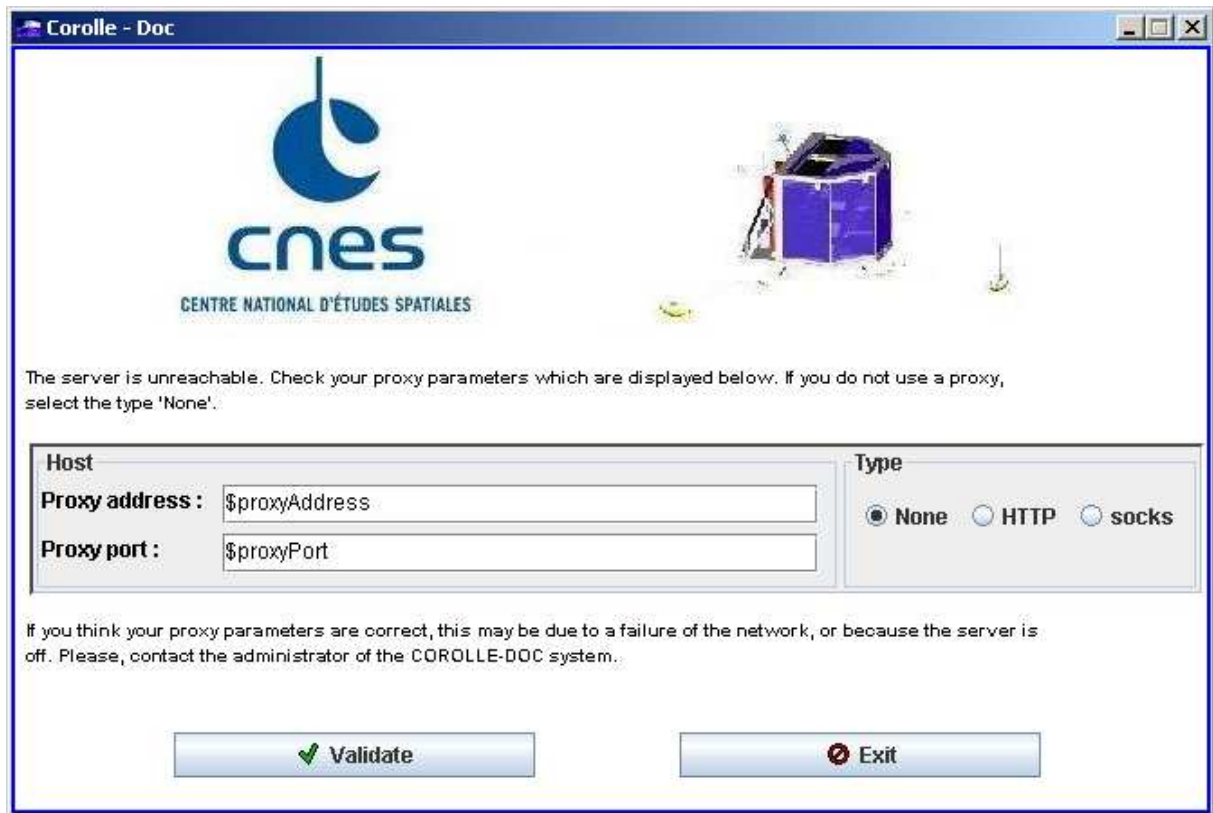 Corolle - Doc
cnes
CENTRE NATIONAL D'ÉTUDES SPATIALES
The server is unreachable. Check your proxy parameters which are displayed below. If you do not use a proxy,
select the type 'None'.
Host
Type
Proxy address :
$proxyAddress
None
HTTP
socks
Proxy port :
$proxyPort
If you think your proxy parameters are correct, this may be due to a failure of the network, or because the server is
off. Please, contact the administrator of the COROLLE-DOC system.
Validate
Exit